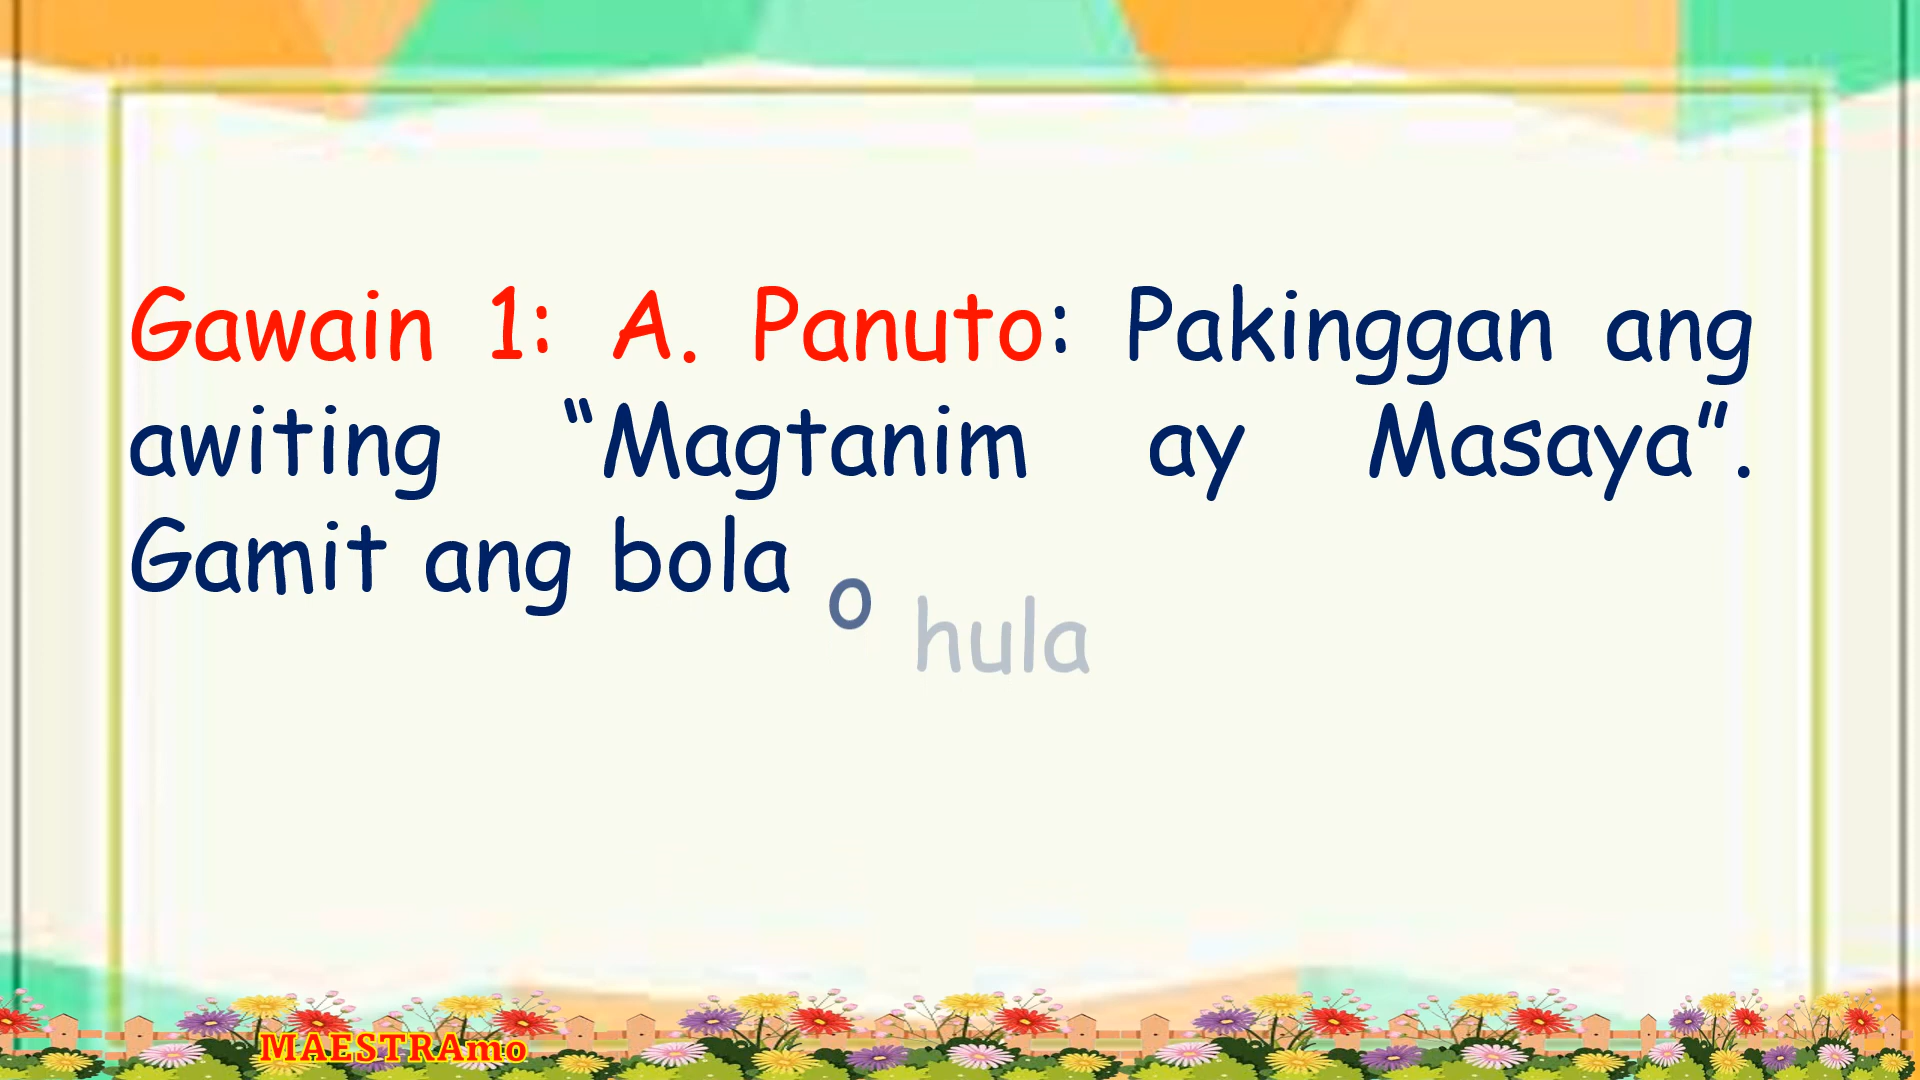 Gawain 1: A. Panuto: Pakinggan ang
awiting “Magtanim ay Masaya”.
Gamit ang bola o hula
MAESTRAmo